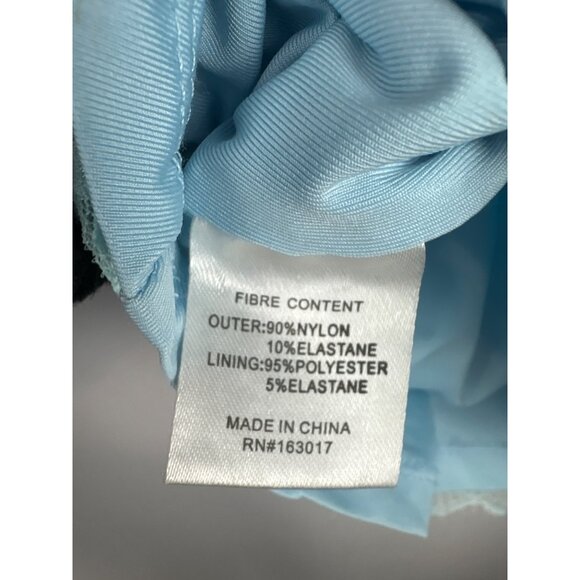 FIBRE CONTENT
OUTER:90%NYLON
10%ELASTANE
LINING:95%POLYESTER
5%ELASTANE
MADE IN CHINA
RN#163017